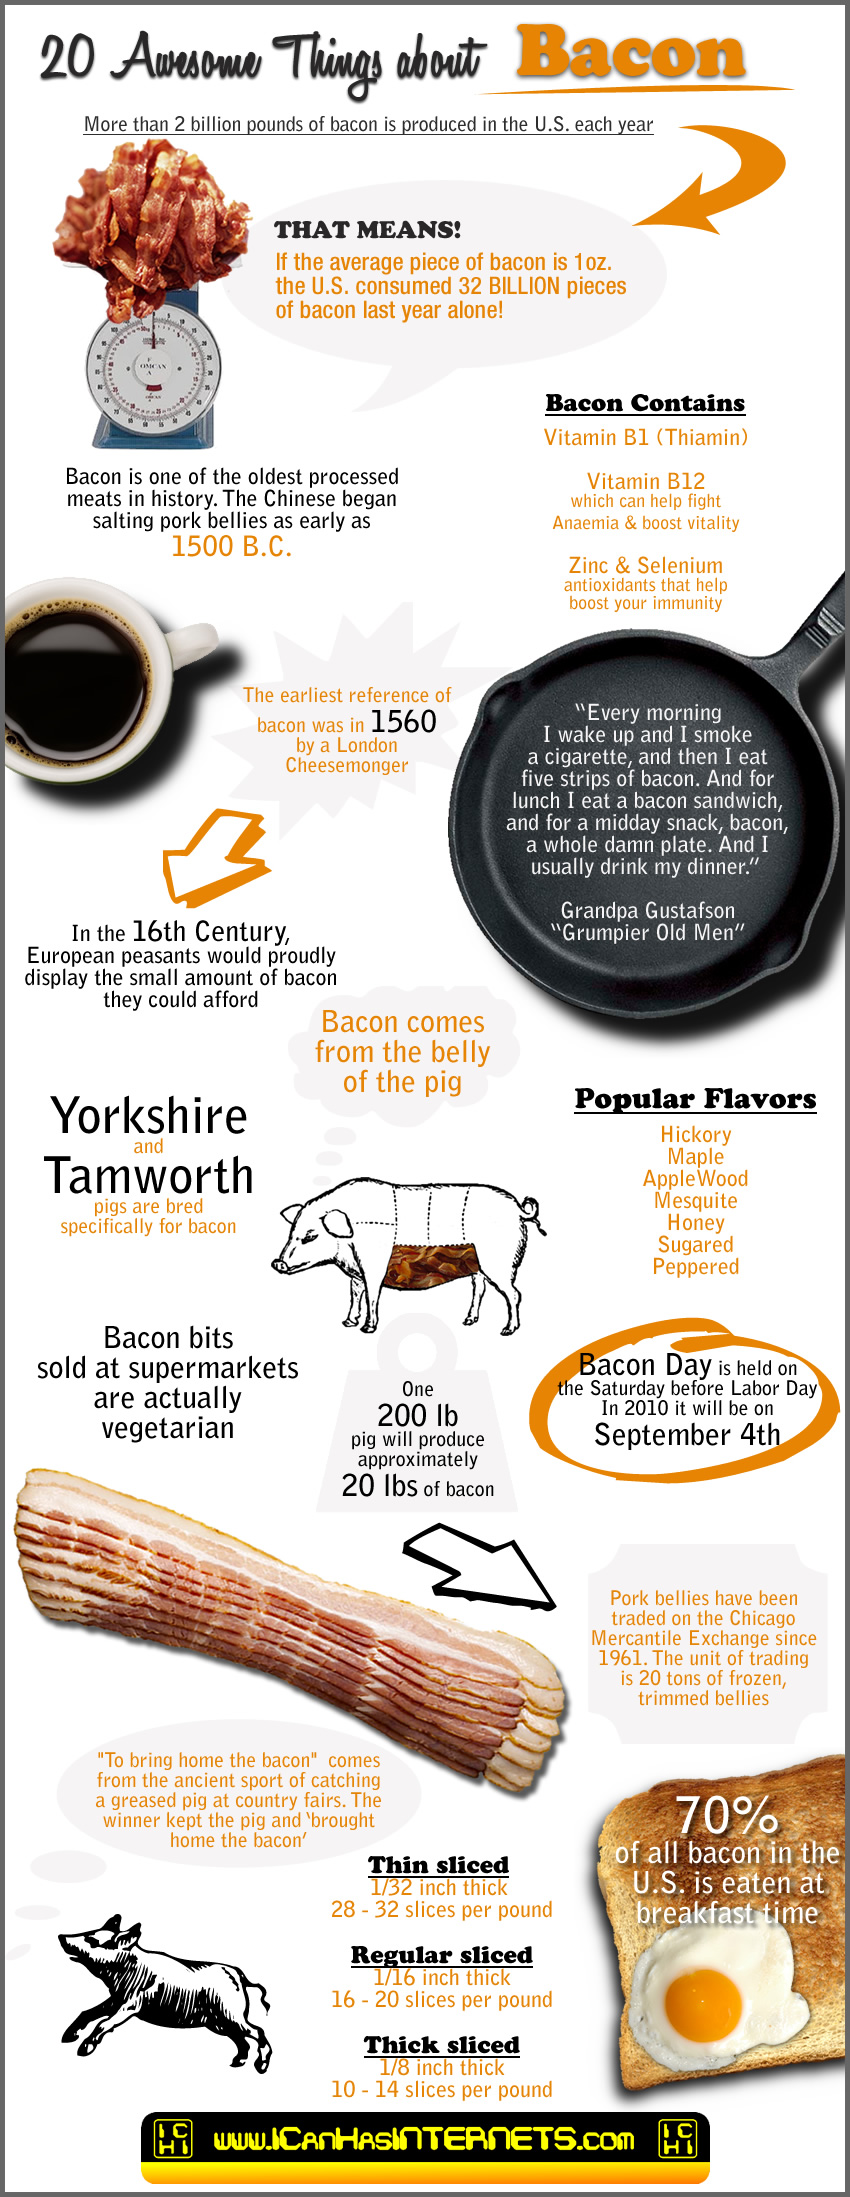 20 Awesome Things about Bacon
More than 2 billion pounds of bacon is produced in the U.S. each year
THAT MEANS!
If the average piece of bacon is 1oz.
the U.S. consumed 32 BILLION pieces
of bacon last year alone!
OMCAN
Bacon is one of the oldest processed
meats in history. The Chinese began
salting pork bellies as early as
1500 B.C.
Bacon Contains
Vitamin B1 (Thiamin)
Vitamin B12
which can help fight
Anaemia & boost vitality
Zinc & Selenium
antioxidants that help
boost your immunity
The earliest reference of
bacon was in 1560
by a London
Cheesemonger
"Every morning
I wake up and I smoke
a cigarette, and then I eat
five strips of bacon. And for
lunch I eat a bacon sandwich,
and for a midday snack, bacon,
a whole damn plate. And I
usually drink my dinner."
Grandpa Gustafson
"Grumpier Old Men"
In the 16th Century,
European peasants would proudly
display the small amount of bacon
they could afford
Bacon comes
from the belly
of the pig
Yorkshire
and
Tamworth
pigs are bred
specifically for bacon
Popular Flavors
Hickory
Maple
AppleWood
Mesquite
Honey
Sugared
Peppered
Bacon bits
sold at supermarkets
are actually
vegetarian
One
200 lb
pig will produce
approximately
20 lbs of bacon
Bacon Day is held on
the Saturday before Labor Day
In 2010 it will be on
September 4th
Pork bellies have been
traded on the Chicago
Mercantile Exchange since
1961. The unit of trading
is 20 tons of frozen,
trimmed bellies
"To bring home the bacon" comes
from the ancient sport of catching
a greased pig at country fairs. The
winner kept the pig and 'brought
home the bacon'
70%
of all bacon in the
U.S. is eaten at
breakfast time
Thin sliced
1/32 inch thick
28 - 32 slices per pound
Regular sliced
1/16 inch thick
16 - 20 slices per pound
Thick sliced
1/8 inch thick
10 - 14 slices per pound
IC
HI
www.ICanHasInternets.com
IC
HI